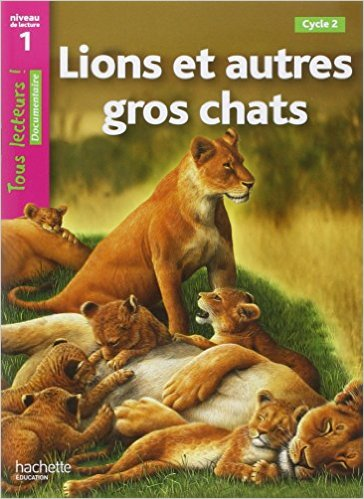 niveau
de lecture
1
Cycle 2
Tous lecteurs !
Documentaire
Lions et autres
gros chats
hachette
ÉDUCATION